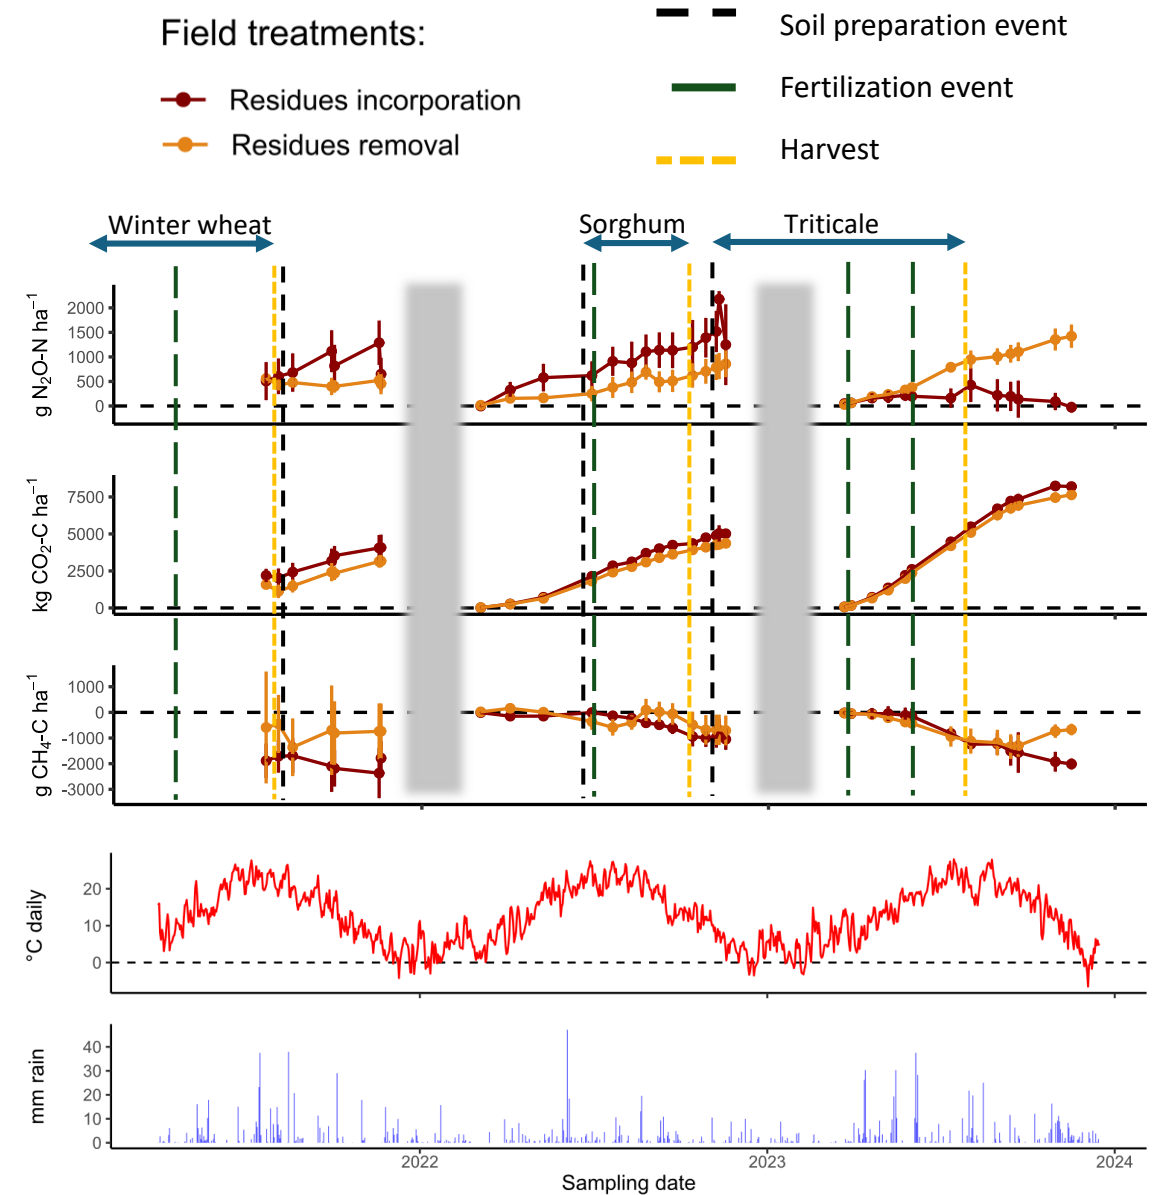 Field treatments:
Residues incorporation
Residues removal
Soil preparation event
Fertilization event
Harvest
Winter wheat
Sorghum
Triticale
g N₂O-N ha⁻¹
2000
1500
1000
500
0
kg CO₂-C ha⁻¹
7500
5000
2500
0
g CH₄-C ha⁻¹
1000
0
-1000
-2000
-3000
°C daily
20
10
0
mm rain
40
30
20
10
0
2022
2023
2024
Sampling date